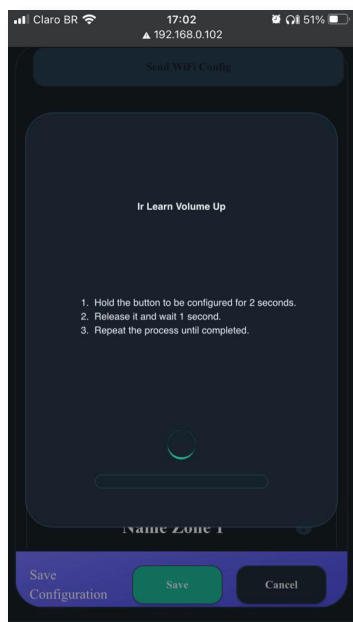 Claro BR 17:02 51%
192.168.0.102
Send WiFi Config
Ir Learn Volume Up
1. Hold the button to be configured for 2 seconds.
2. Release it and wait 1 second.
3. Repeat the process until completed.
Name Zone 1
Save
Configuration
Save
Cancel